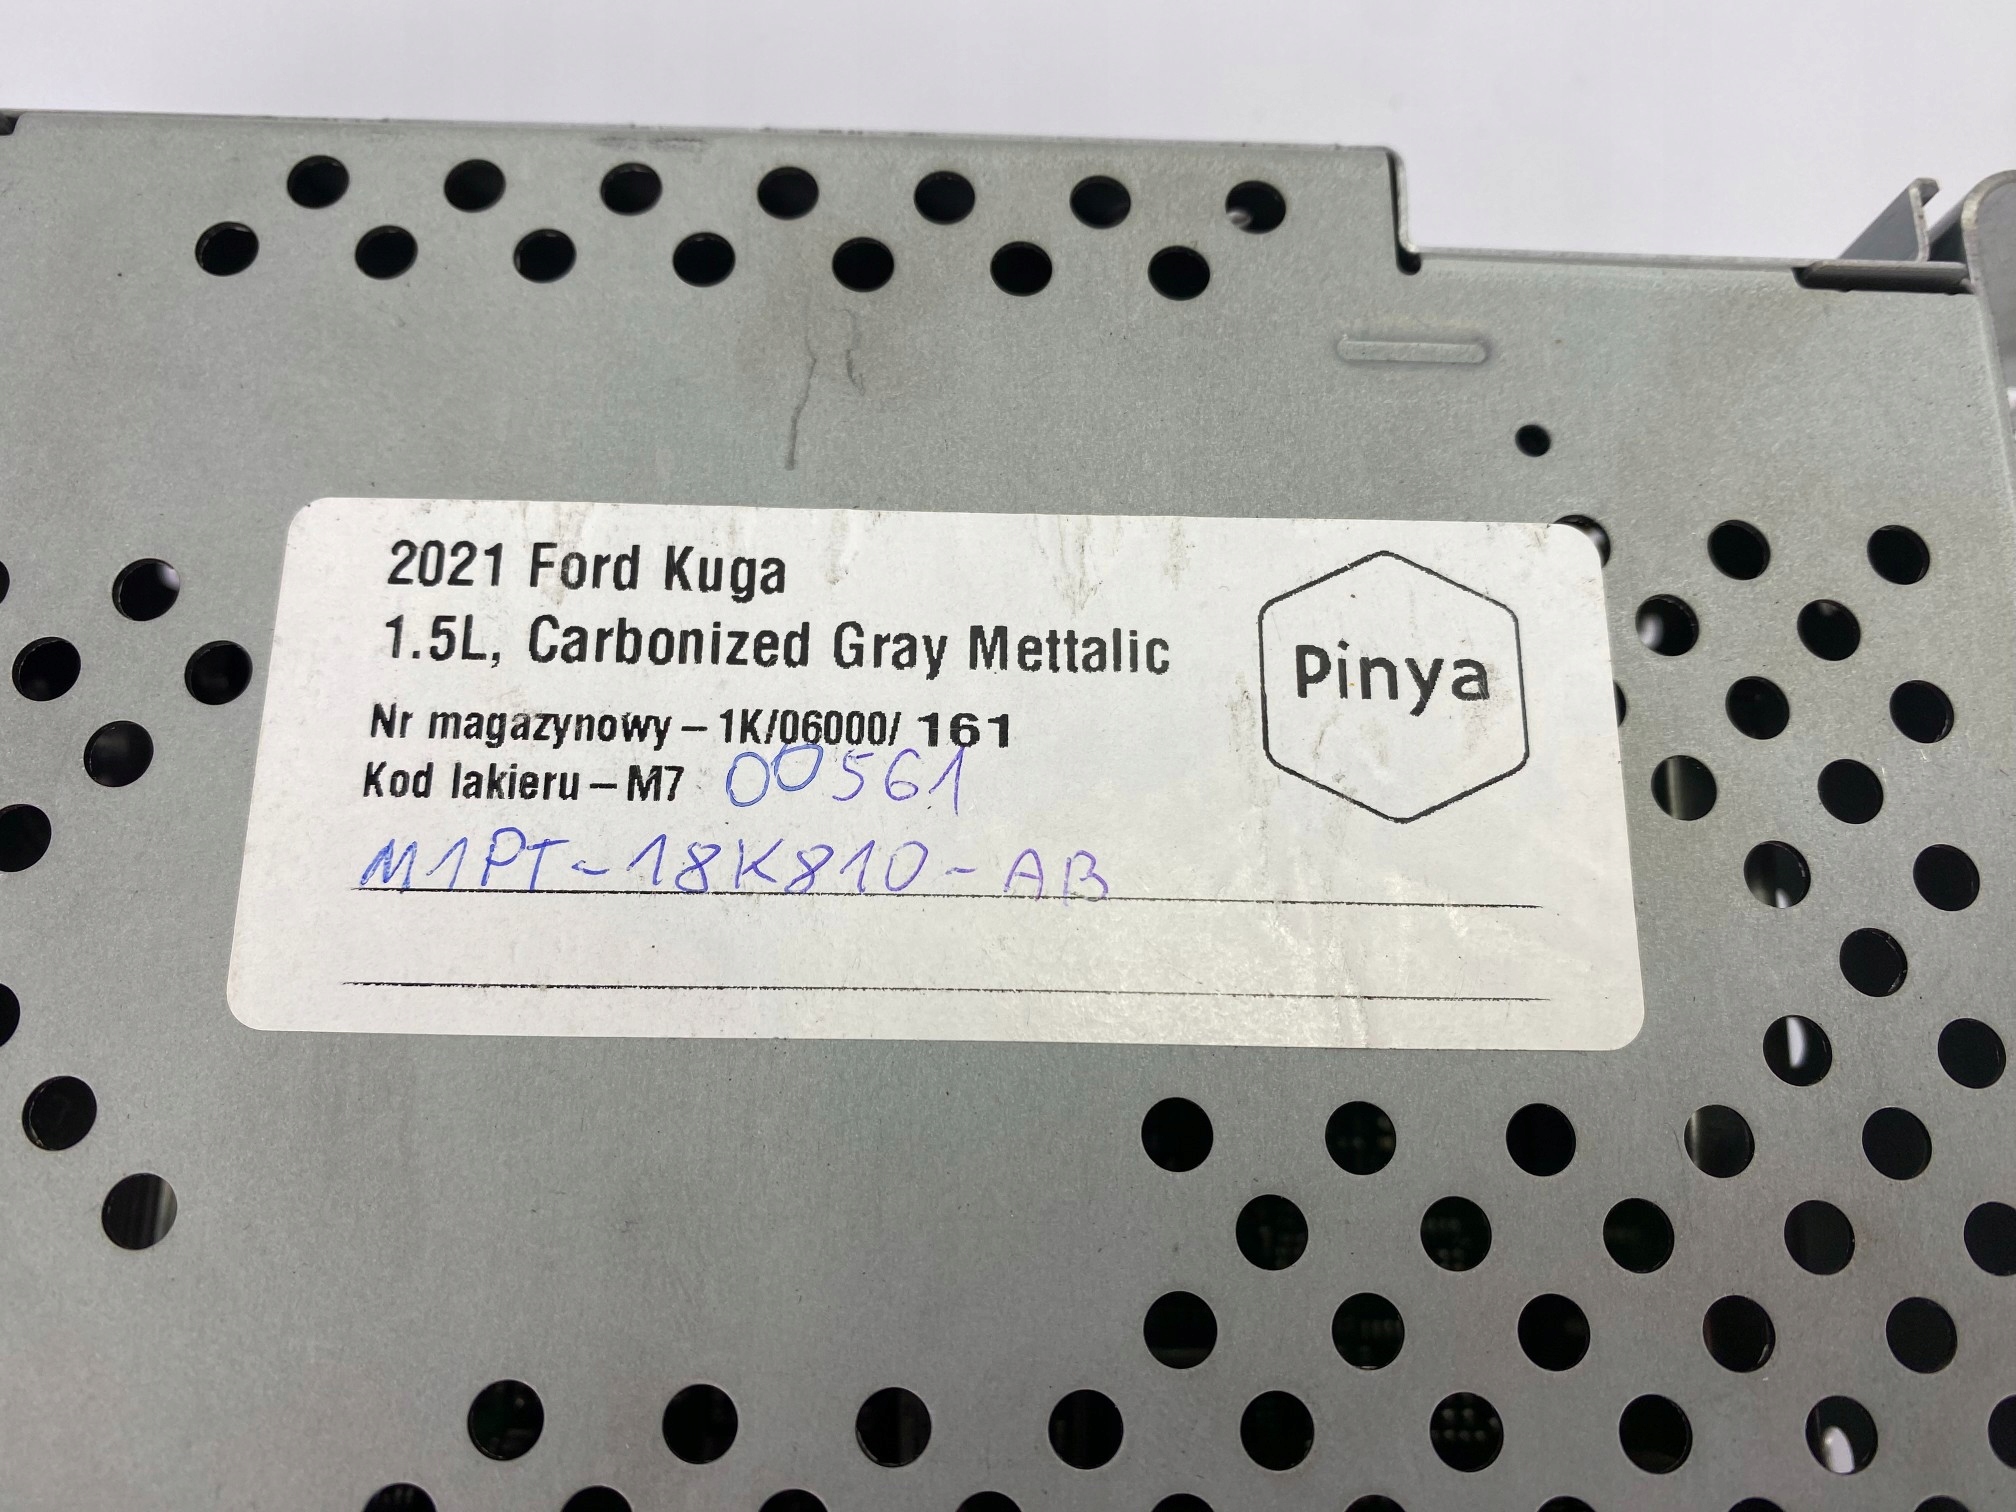 2021 Ford Kuga
1.5L, Carbonized Gray Mettalic
Pinya
Nr magazynowy – 1K/06000/ 161
Kod lakieru – M7 00561
M1PT-18K810-AB